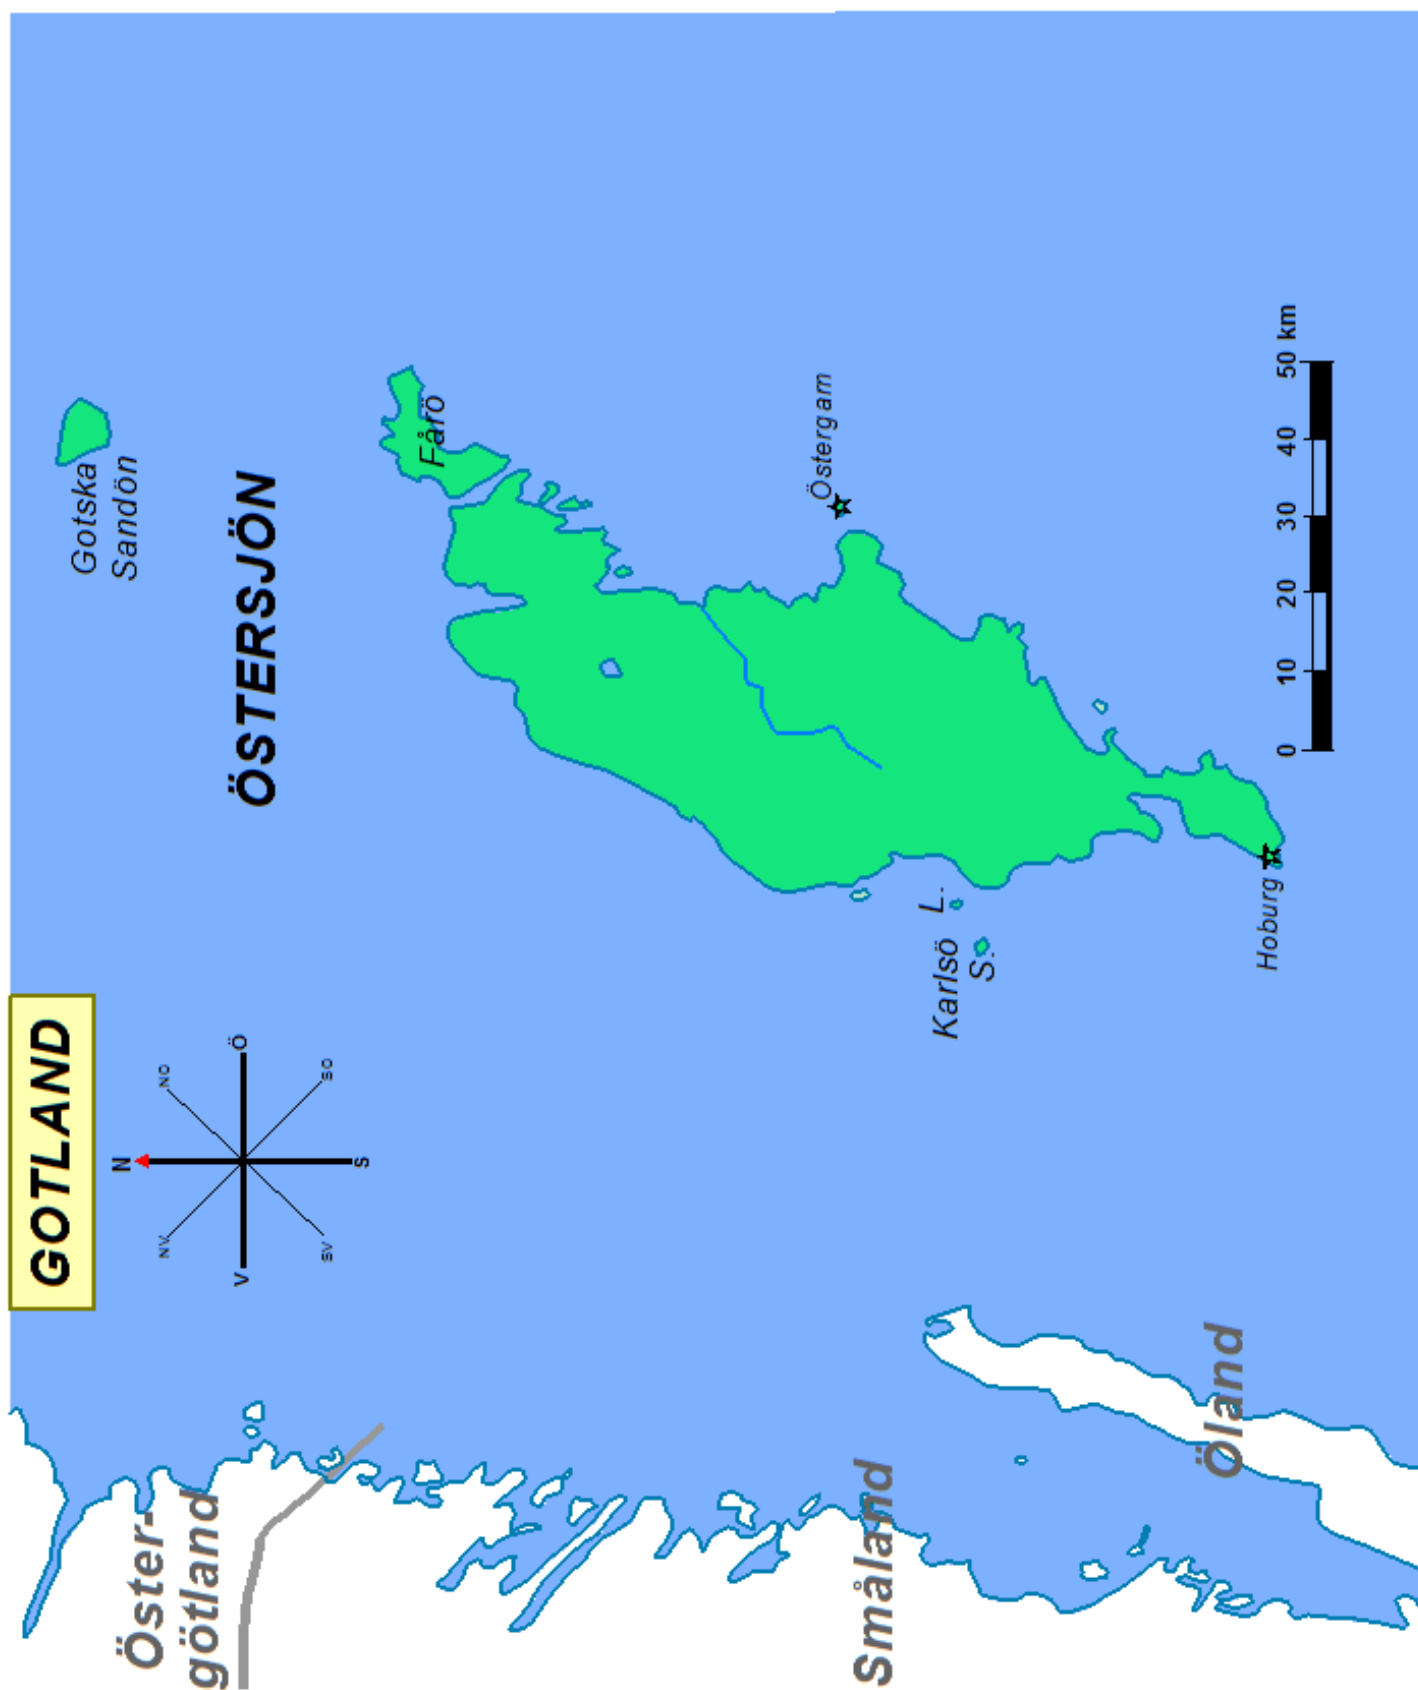 GOTLAND
Gotska
Sandön
N
NV
NO
V
Ö
SV
SO
S
Öster-
götland
ÖSTERSJÖN
Fårö
Östergarn
Småland
Karlsö L.
S.
Öland
Hoburg
0 10 20 30 40 50 km